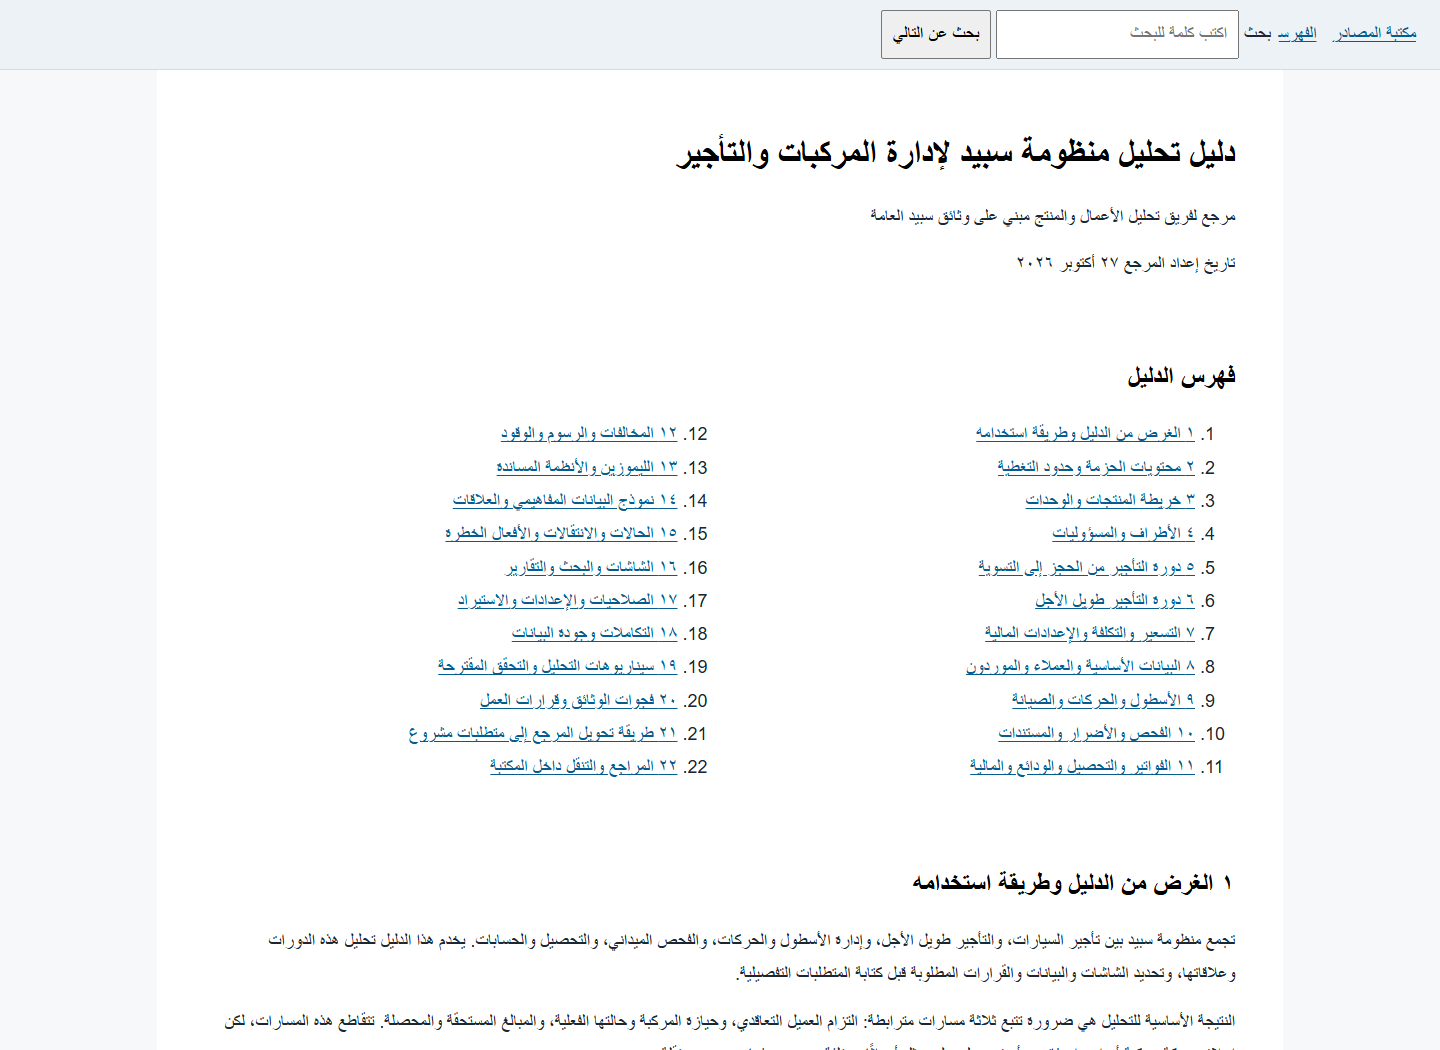 مكتبة المصادر الفهرس بحث اكتب كلمة للبحث بحث عن التالي
دليل تحليل منظومة سبيد لإدارة المركبات والتأجير
مرجع لفريق تحليل الأعمال والمنتج مبني على وثائق سبيد العامة
تاريخ إعداد المرجع ٢٧ أكتوبر ٢٠٢٦
فهرس الدليل
1. ١ الغرض من الدليل وطريقة استخدامه
2. ٢ محتويات الحزمة وحدود التغطية
3. ٣ خريطة المنتجات والوحدات
4. ٤ الأطراف والمسؤوليات
5. ٥ دورة التأجير من الحجز إلى التسوية
6. ٦ دورة التأجير طويل الأجل
7. ٧ التسعير والتكلفة والإعدادات المالية
8. ٨ البيانات الأساسية والعملاء والموردون
9. ٩ الأسطول والحركات والصيانة
10. ١٠ الفحص والأضرار والمستندات
11. ١١ الفواتير والتحصيل والودائع والمالية
12. ١٢ المخالفات والرسوم والوقود
13. ١٣ الليموزين والأنظمة المساندة
14. ١٤ نموذج البيانات المفاهيمي والعلاقات
15. ١٥ الحالات والانتقالات والأفعال الخطرة
16. ١٦ الشاشات والبحث والتقارير
17. ١٧ الصلاحيات والإعدادات والاستيراد
18. ١٨ التكاملات وجودة البيانات
19. ١٩ سيناريوهات التحليل والتحقق المقترحة
20. ٢٠ فجوات الوثائق وقرارات العمل
21. ٢١ طريقة تحويل المرجع إلى متطلبات مشروع
22. ٢٢ المراجع والتنقل داخل المكتبة
١ الغرض من الدليل وطريقة استخدامه
تجمع منظومة سبيد بين تأجير السيارات، والتأجير طويل الأجل، وإدارة الأسطول والحركات، والفحص الميداني، والتحصيل والحسابات. يخدم هذا الدليل تحليل هذه الدورات
وعلاقاتها، وتحديد الشاشات والبيانات والقرارات المطلوبة قبل كتابة المتطلبات التفصيلية.
النتيجة الأساسية للتحليل هي ضرورة تتبع ثلاثة مسارات مترابطة: التزام العميل التعاقدي، وحيازة المركبة وحالتها الفعلية، والمبالغ المستحقة والمحصلة. تتقاطع هذه المسارات، لكن